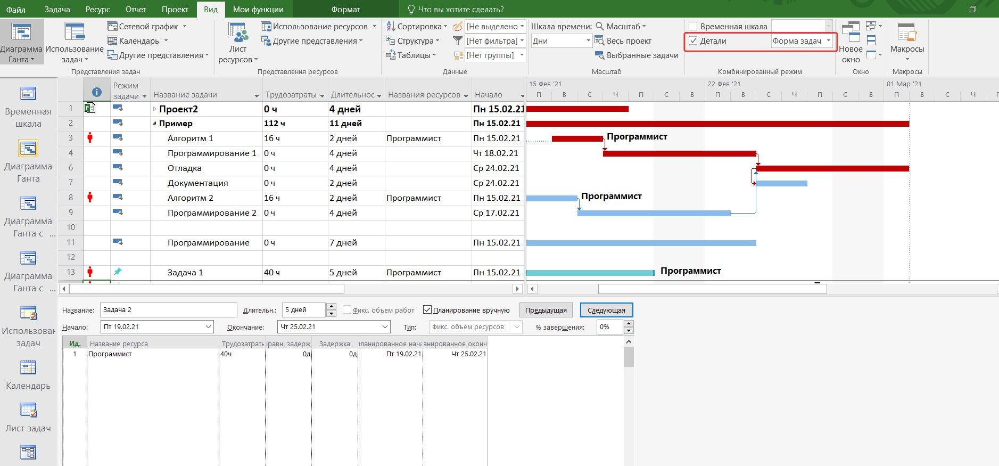 Файл Задача Ресурс Отчет Проект Вид Мои функции Формат Что вы хотите сделать?
Диаграмма Ганта
Использование задач
Сетевой график
Календарь
Другие представления
Представления задач
Лист ресурсов
Использование ресурсов
Другие представления
Представления ресурсов
Сортировка [Не выделено
Структура [Нет фильтра]
Таблицы [Нет группы]
Данные
Шкала времени: Масштаб
Дни Весь проект
Выбранные задачи
Масштаб
Временная шкала
Детали Форма задач
Комбинированный режим
Новое окно
Окно
Макросы
Макросы
Временная шкала
Диаграмма Ганта
Диаграмма Ганта с ...
Диаграмма Ганта с ...
Использован задач
Календарь
Лист задач
Режим задачи Название задачи Трудозатраты Длительнос Названия ресурсов Начало
15 Фев '21 22 Фев '21 01 Мар '21
П В С Ч П С В П В С Ч П С В П В С Ч П
1 Проект2 0 ч 4 дней Пн 15.02.21
2 Пример 112 ч 11 дней Пн 15.02.21
3 Алгоритм 1 16 ч 2 дней Программист Пн 15.02.21 Программист
4 Программирование 1 0 ч 4 дней Чт 18.02.21
6 Отладка 0 ч 4 дней Ср 24.02.21
7 Документация 0 ч 2 дней Ср 24.02.21
8 Алгоритм 2 16 ч 2 дней Программист Пн 15.02.21 Программист
9 Программирование 2 0 ч 4 дней Ср 17.02.21
10
11 Программирование 0 ч 7 дней Пн 15.02.21
12
13 Задача 1 40 ч 5 дней Программист Пн 15.02.21 Программист
Название: Задача 2 Длительн.: 5 дней Фикс. объем работ Планирование вручную Предыдущая Следующая
Начало: Пт 19.02.21 Окончание: Чт 25.02.21 Тип: Фикс. объем ресурсов % завершения: 0%
Ид. Название ресурса Трудозатраты равн. задерж Задержка ланированное нача анированное оконч
1 Программист 40ч 0д 0д Пт 19.02.21 Чт 25.02.21